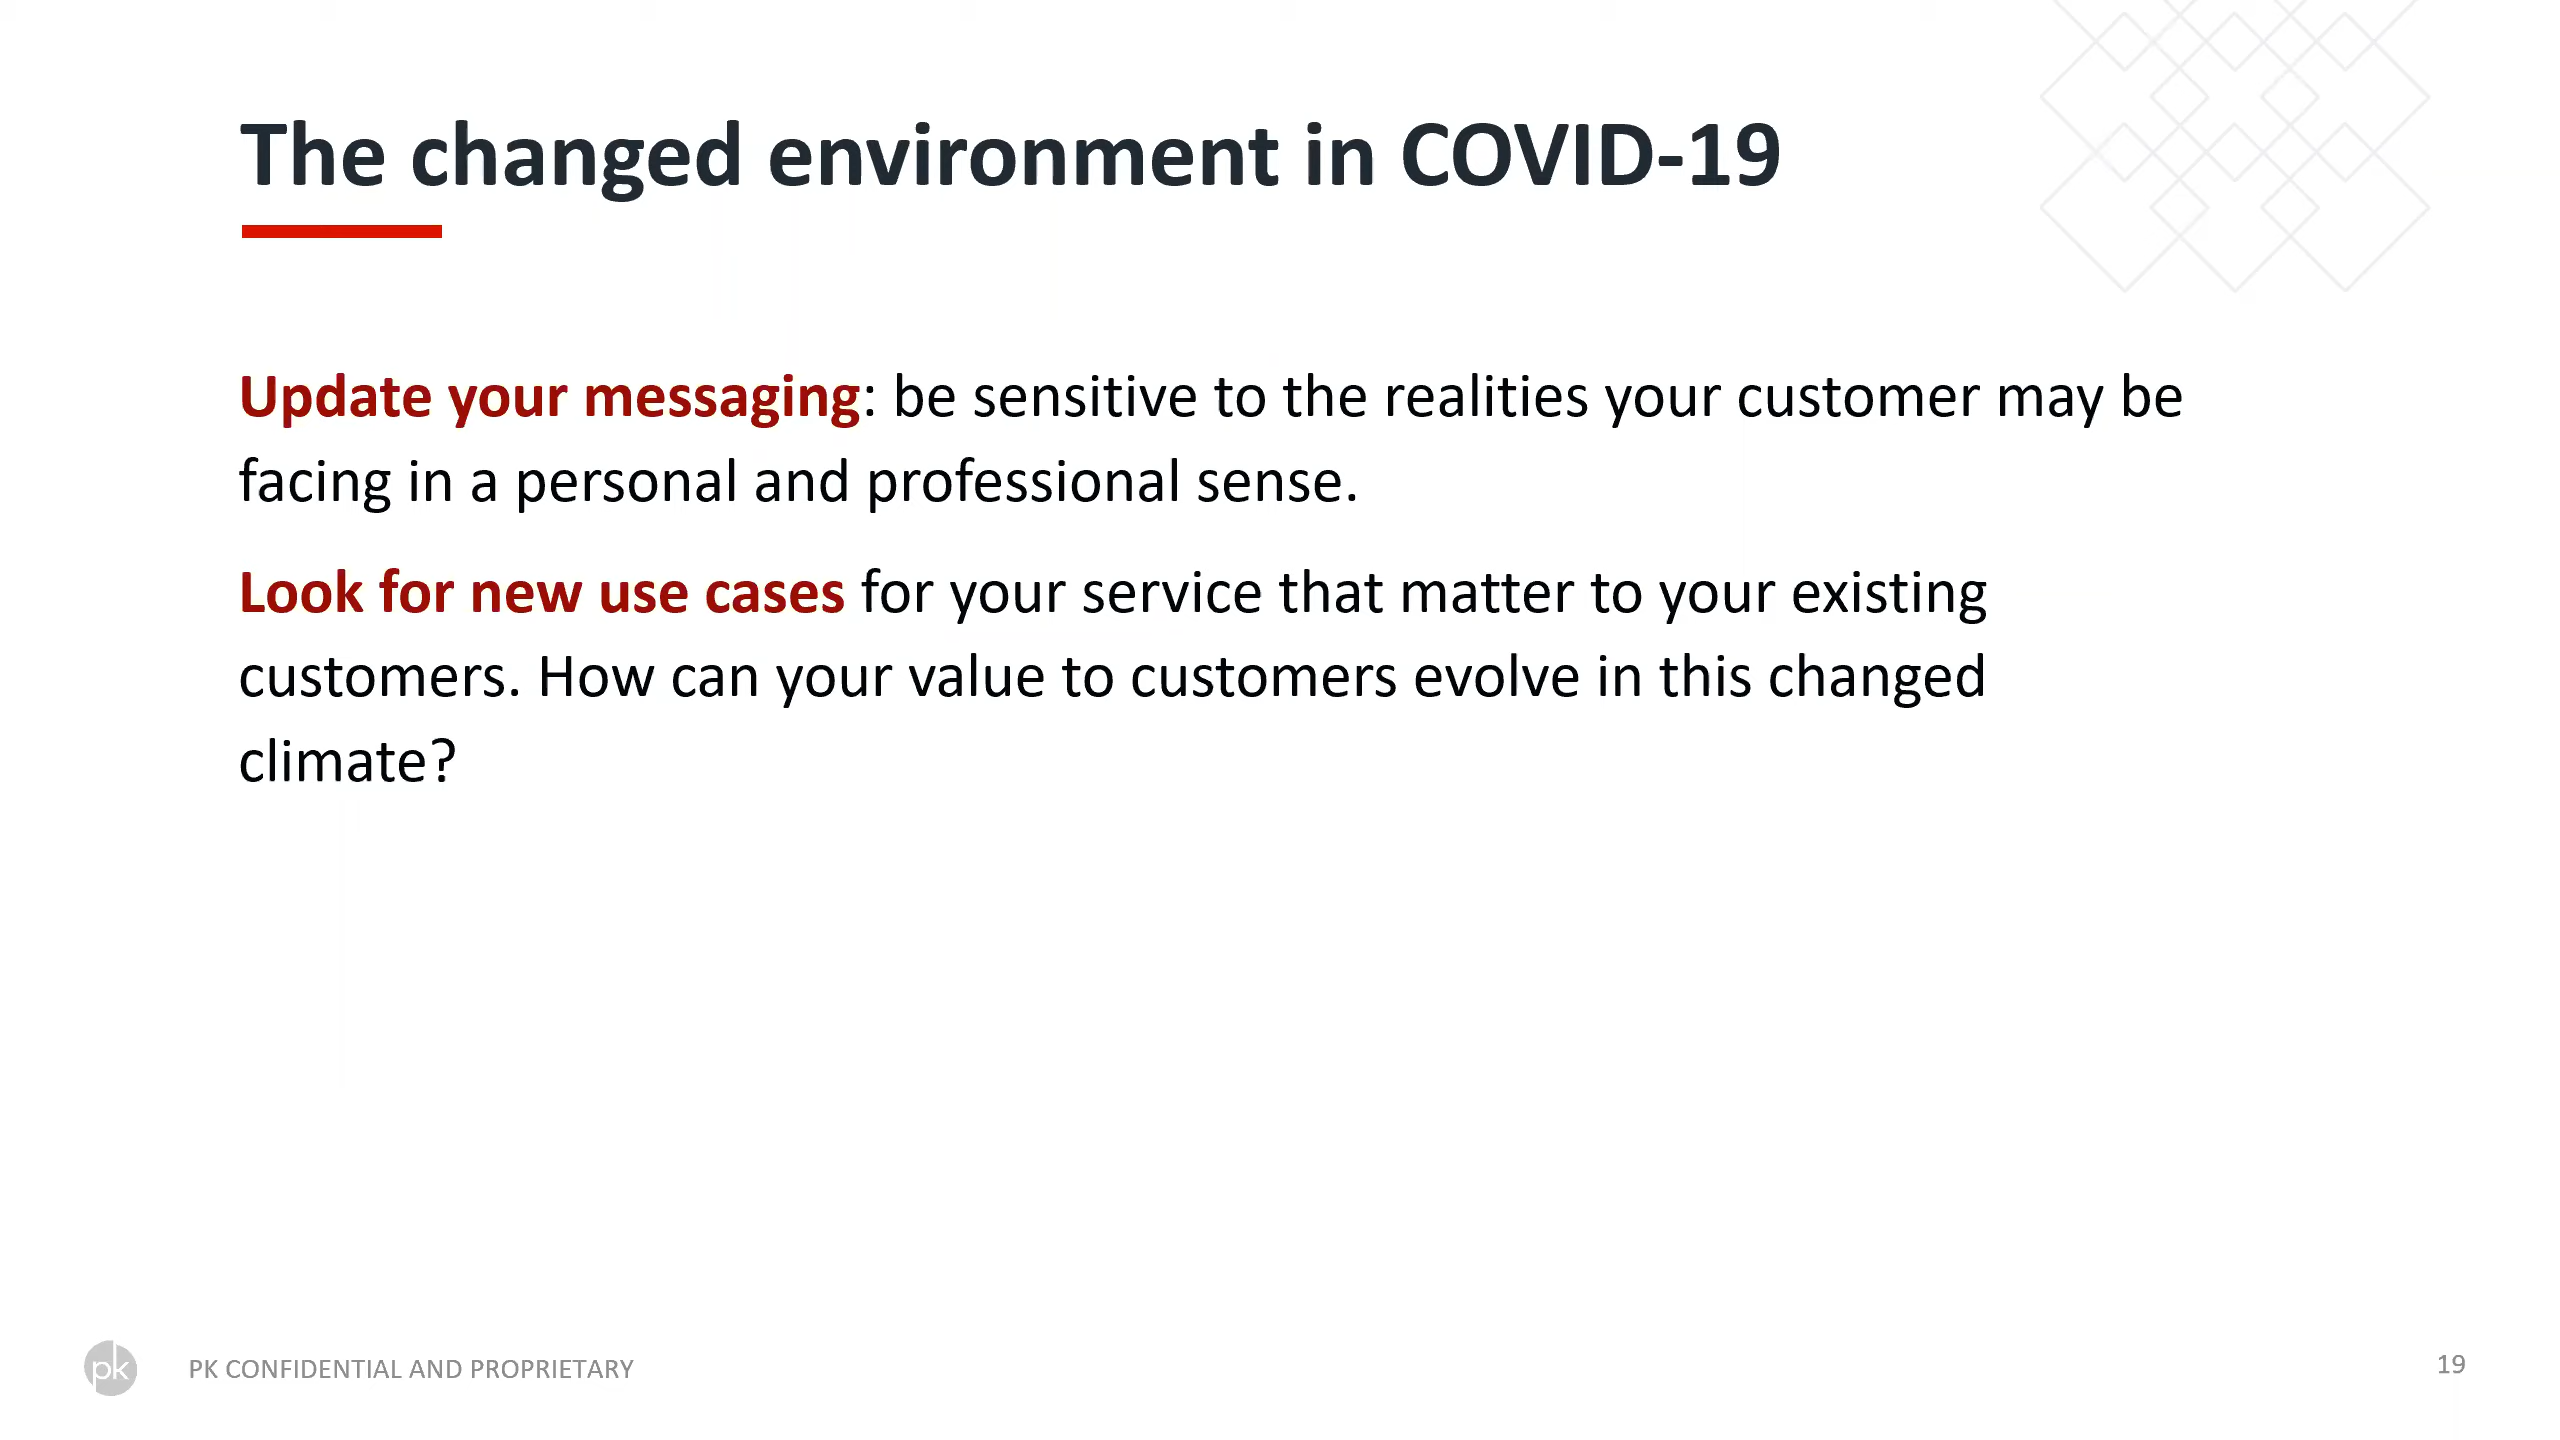 The changed environment in COVID-19
Update your messaging: be sensitive to the realities your customer may be
facing in a personal and professional sense.
Look for new use cases for your service that matter to your existing
customers. How can your value to customers evolve in this changed
climate?
pk
PK CONFIDENTIAL AND PROPRIETARY
19